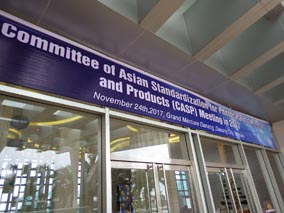 Committee of Asian Standardization for
and Products (CASP) Meeting in 2017
November 24th, 2017, Grand Mercure Danang, Danang City,